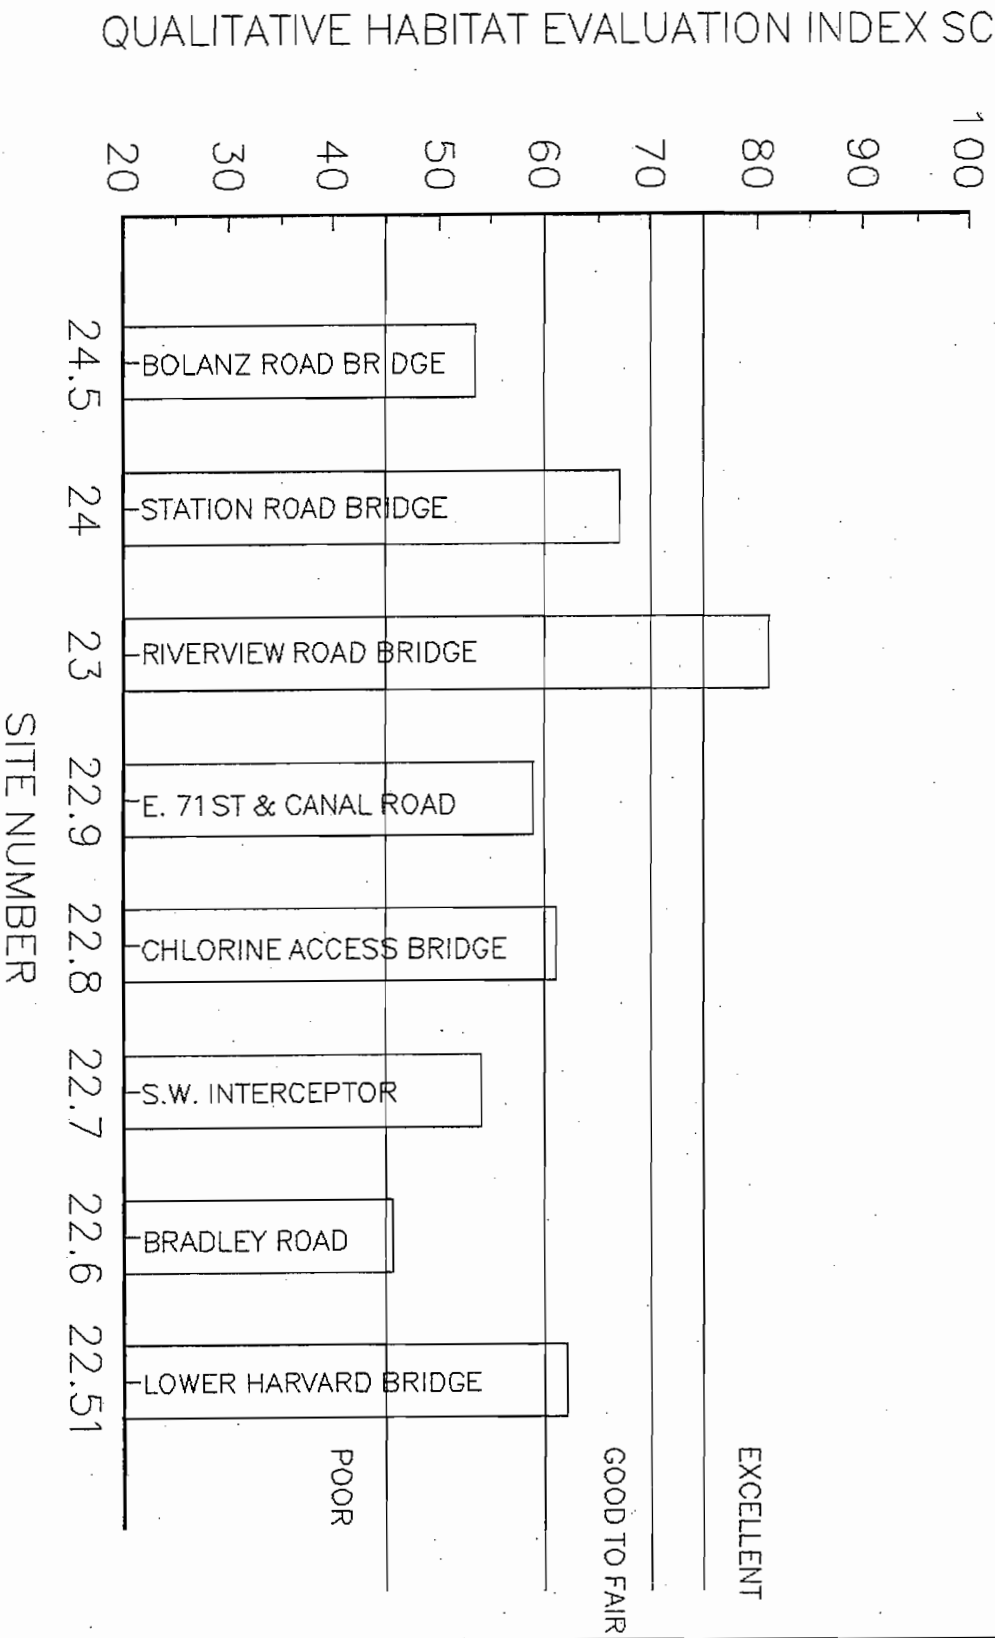 QUALITATIVE HABITAT EVALUATION INDEX SC
100
90
80
70
60
50
40
30
20
BOLANZ ROAD BRIDGE
STATION ROAD BRIDGE
RIVERVIEW ROAD BRIDGE
E. 71ST & CANAL ROAD
CHLORINE ACCESS BRIDGE
S.W. INTERCEPTOR
BRADLEY ROAD
LOWER HARVARD BRIDGE
EXCELLENT
GOOD TO FAIR
POOR
24.5
24
23
22.9
22.8
22.7
22.6
22.51
SITE NUMBER